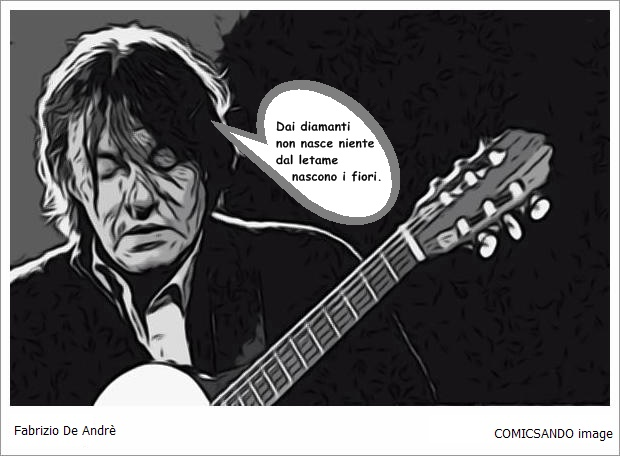 Dai diamanti
non nasce niente
dal letame
nascono i fiori.
Fabrizio De Andrè
COMICSANDO image